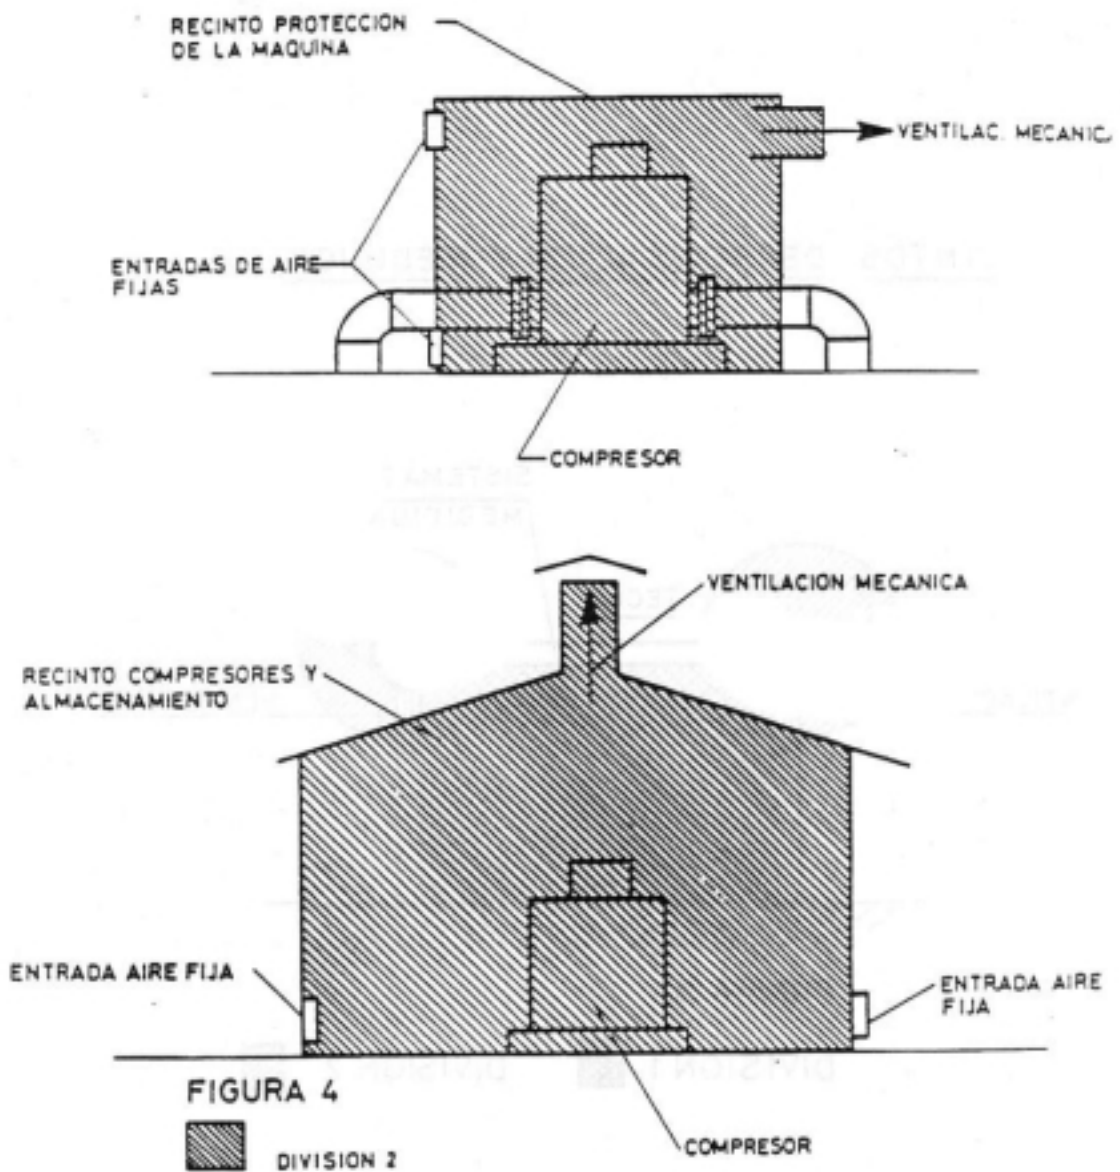 RECINTO PROTECCION
DE LA MAQUINA
VENTILAC. MECANIC.
ENTRADAS DE AIRE
FIJAS
COMPRESOR
VENTILACION MECANICA
RECINTO COMPRESORES Y
ALMACENAMIENTO
ENTRADA AIRE FIJA
ENTRADA AIRE
FIJA
FIGURA 4
COMPRESOR
DIVISION 2